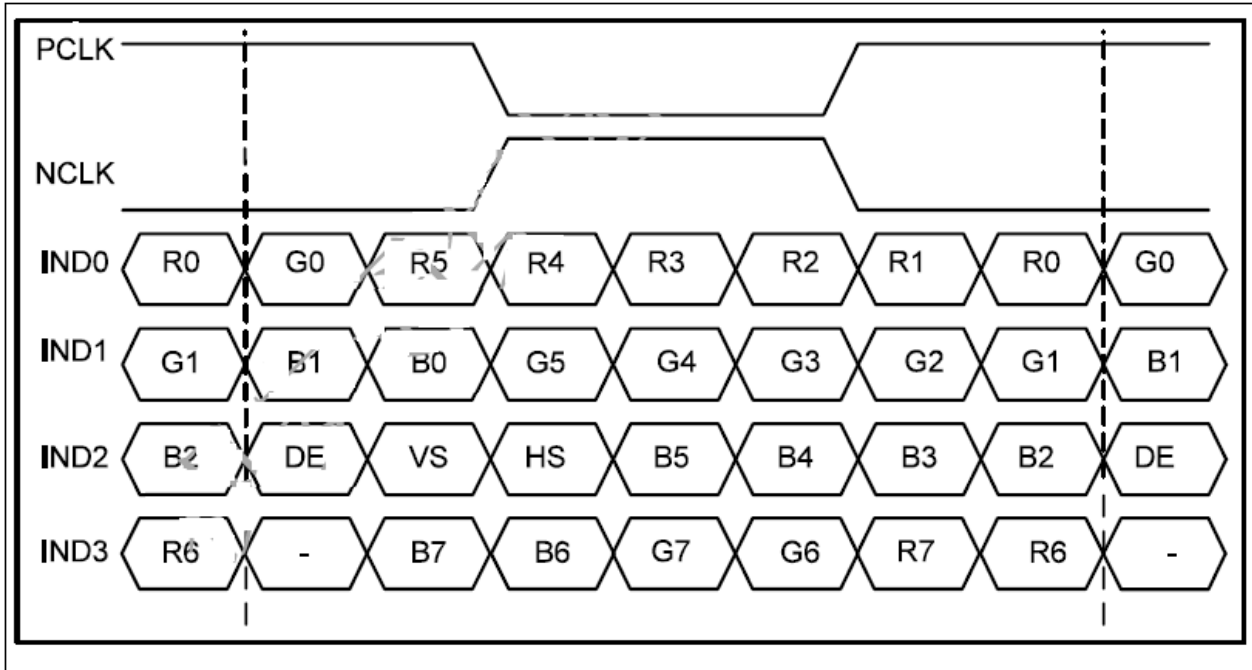 PCLK
NCLK
IND0 R0 G0 R5 R4 R3 R2 R1 R0 G0
IND1 G1 B1 B0 G5 G4 G3 G2 G1 B1
IND2 B2 DE VS HS B5 B4 B3 B2 DE
IND3 R6 - B7 B6 G7 G6 R7 R6 -